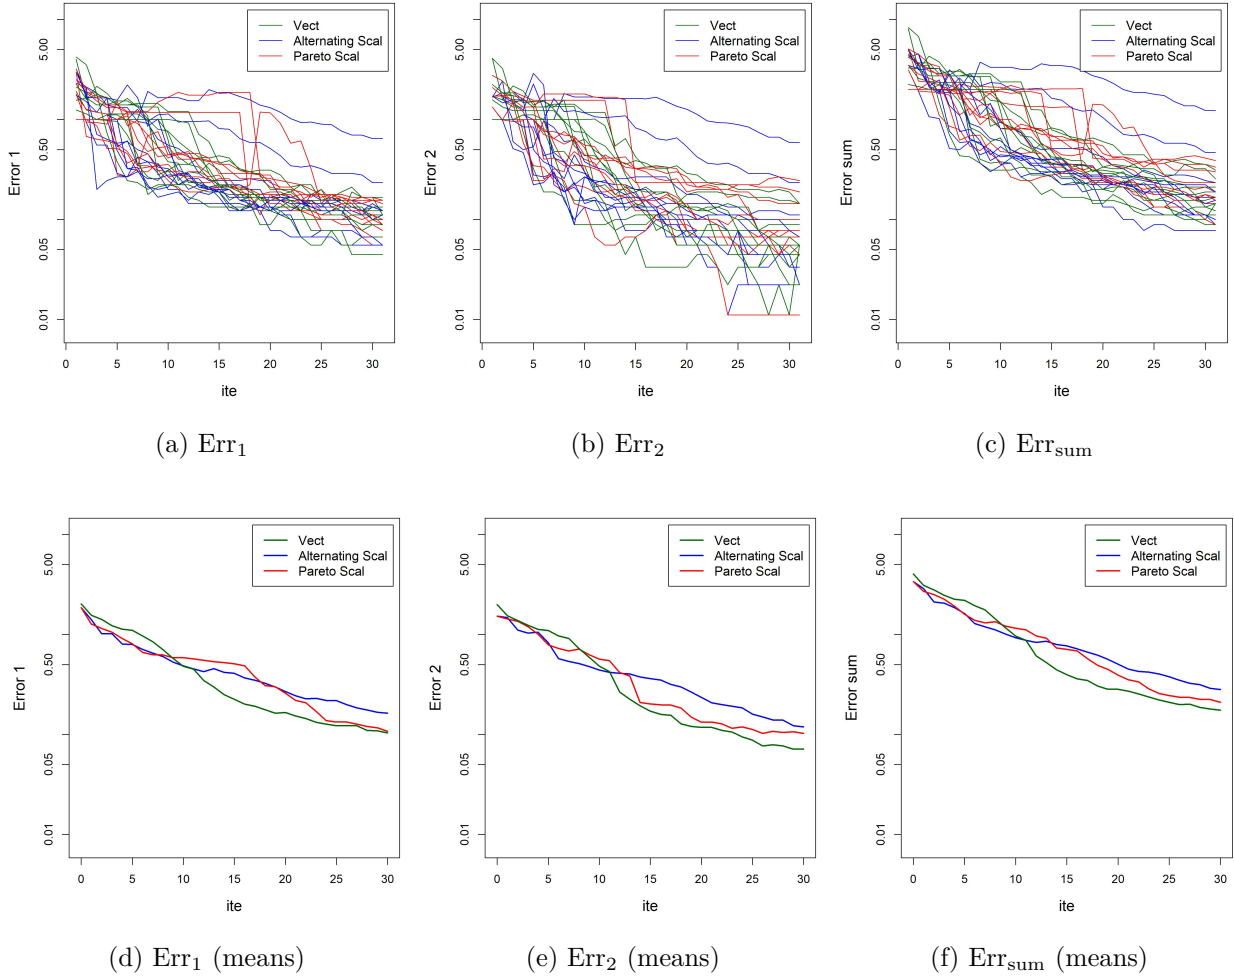 Vect
Alternating Scal
Pareto Scal
Error 1
5.00
0.50
0.05
0.01
0 5 10 15 20 25 30
ite
(a) Err1
Vect
Alternating Scal
Pareto Scal
Error 2
5.00
0.50
0.05
0.01
0 5 10 15 20 25 30
ite
(b) Err2
Vect
Alternating Scal
Pareto Scal
Error sum
5.00
0.50
0.05
0.01
0 5 10 15 20 25 30
ite
(c) Errsum
Vect
Alternating Scal
Pareto Scal
Error 1
5.00
0.50
0.05
0.01
0 5 10 15 20 25 30
ite
(d) Err1 (means)
Vect
Alternating Scal
Pareto Scal
Error 2
5.00
0.50
0.05
0.01
0 5 10 15 20 25 30
ite
(e) Err2 (means)
Vect
Alternating Scal
Pareto Scal
Error sum
5.00
0.50
0.05
0.01
0 5 10 15 20 25 30
ite
(f) Errsum (means)